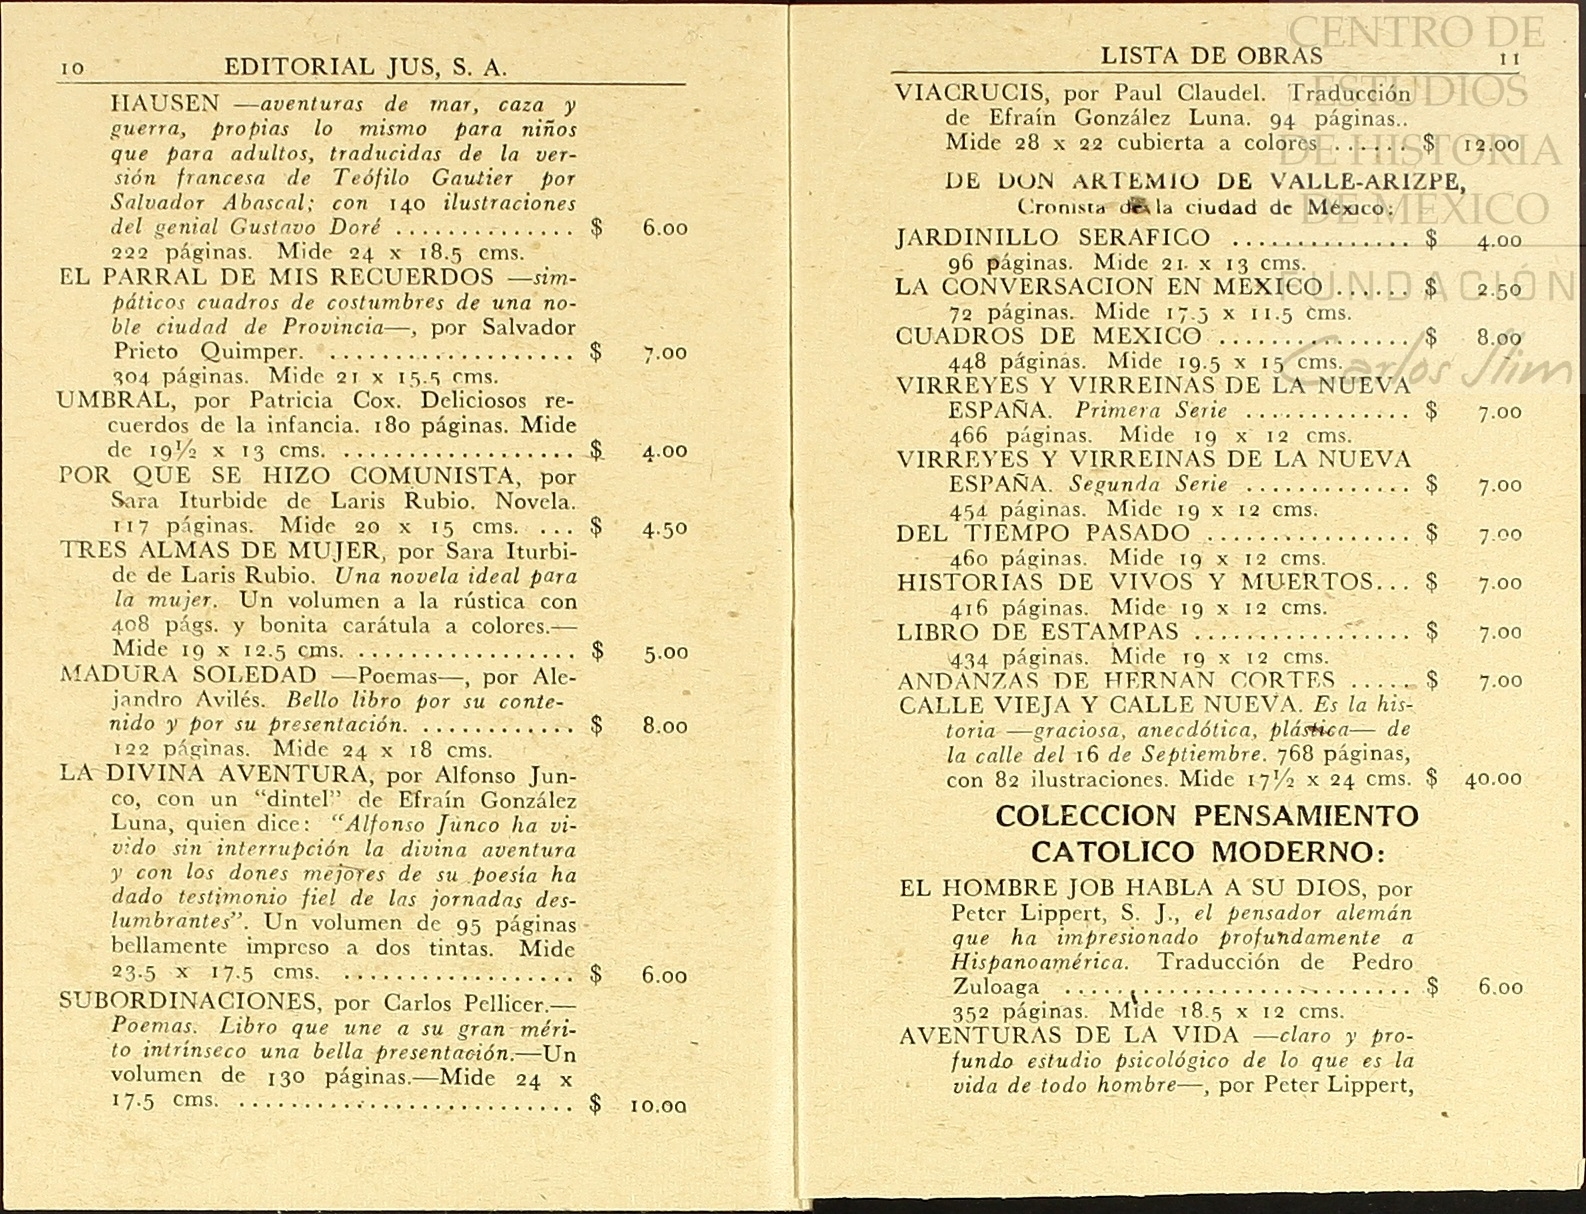 10 EDITORIAL JUS, S. A.
HAUSEN —aventuras de mar, caza y
guerra, propias lo mismo para niños
que para adultos, traducidas de la ver-
sión francesa de Teófilo Gautier por
Salvador Abascal; con 140 ilustraciones
del genial Gustavo Doré .............. $ 6.00
222 páginas. Mide 24 x 18.5 cms.
EL PARRAL DE MIS RECUERDOS —sim-
páticos cuadros de costumbres de una no-
ble ciudad de Provincia—, por Salvador
Prieto Quimper. ................... $ 7.00
304 páginas. Mide 21 x 15.5 cms.
UMBRAL, por Patricia Cox. Deliciosos re-
cuerdos de la infancia. 180 páginas. Mide
de 19½ x 13 cms. .................. $ 4.00
POR QUE SE HIZO COMUNISTA, por
Sara Iturbide de Laris Rubio. Novela.
117 páginas. Mide 20 x 15 cms. ... $ 4.50
TRES ALMAS DE MUJER, por Sara Iturbi-
de de Laris Rubio. Una novela ideal para
la mujer. Un volumen a la rústica con
408 págs. y bonita carátula a colores.—
Mide 19 x 12.5 cms. ................. $ 5.00
MADURA SOLEDAD —Poemas—, por Ale-
jandro Avilés. Bello libro por su conte-
nido y por su presentación. ............ $ 8.00
122 páginas. Mide 24 x 18 cms.
LA DIVINA AVENTURA, por Alfonso Jun-
co, con un "dintel" de Efraín González
Luna, quien dice: "Alfonso Junco ha vi-
vido sin interrupción la divina aventura
y con los dones mejores de su poesía ha
dado testimonio fiel de las jornadas des-
lumbrantes". Un volumen de 95 páginas
bellamente impreso a dos tintas. Mide
23.5 x 17.5 cms. .................. $ 6.00
SUBORDINACIONES, por Carlos Pellicer.—
Poemas. Libro que une a su gran méri-
to intrínseco una bella presentación.—Un
volumen de 130 páginas.—Mide 24 x
17.5 cms. .......................... $ 10.00
LISTA DE OBRAS 11
VIACRUCIS, por Paul Claudel. Traducción
de Efraín González Luna. 94 páginas..
Mide 28 x 22 cubierta a colores ...... $ 12.00
DE DON ARTEMIO DE VALLE-ARIZPE,
Cronista de la ciudad de México:
JARDINILLO SERAFICO .............. $ 4.00
96 páginas. Mide 21 x 13 cms.
LA CONVERSACION EN MEXICO ...... $ 2.50
72 páginas. Mide 17.5 x 11.5 cms.
CUADROS DE MEXICO ............... $ 8.00
448 páginas. Mide 19.5 x 15 cms.
VIRREYES Y VIRREINAS DE LA NUEVA
ESPAÑA. Primera Serie ............. $ 7.00
466 páginas. Mide 19 x 12 cms.
VIRREYES Y VIRREINAS DE LA NUEVA
ESPAÑA. Segunda Serie ............. $ 7.00
454 páginas. Mide 19 x 12 cms.
DEL TIEMPO PASADO ................ $ 7.00
460 páginas. Mide 19 x 12 cms.
HISTORIAS DE VIVOS Y MUERTOS... $ 7.00
416 páginas. Mide 19 x 12 cms.
LIBRO DE ESTAMPAS ................. $ 7.00
434 páginas. Mide 19 x 12 cms.
ANDANZAS DE HERNAN CORTES ..... $ 7.00
CALLE VIEJA Y CALLE NUEVA. Es la his-
toria —graciosa, anecdótica, plástica— de
la calle del 16 de Septiembre. 768 páginas,
con 82 ilustraciones. Mide 17½ x 24 cms. $ 40.00
COLECCION PENSAMIENTO
CATOLICO MODERNO:
EL HOMBRE JOB HABLA A SU DIOS, por
Peter Lippert, S. J., el pensador alemán
que ha impresionado profundamente a
Hispanoamérica. Traducción de Pedro
Zuloaga ........................... $ 6.00
352 páginas. Mide 18.5 x 12 cms.
AVENTURAS DE LA VIDA —claro y pro-
fundo estudio psicológico de lo que es la
vida de todo hombre—, por Peter Lippert,
CENTRO DE
ESTUDIOS
DE HISTORIA
DE MEXICO
FUNDACIÓN
Carlos Slim